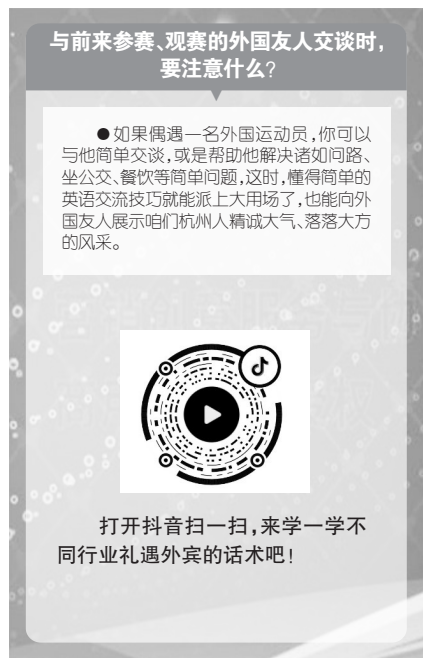 与前来参赛、观赛的外国友人交谈时，
要注意什么?
●如果偶遇一名外国运动员，你可以
与他简单交谈，或是帮助他解决诸如问路、
坐公交、餐饮等简单问题，这时，懂得简单的
英语交流技巧就能派上大用场了，也能向外
国友人展示咱们杭州人精诚大气、落落大方
的风采。
打开抖音扫一扫，来学一学不
同行业礼遇外宾的话术吧！